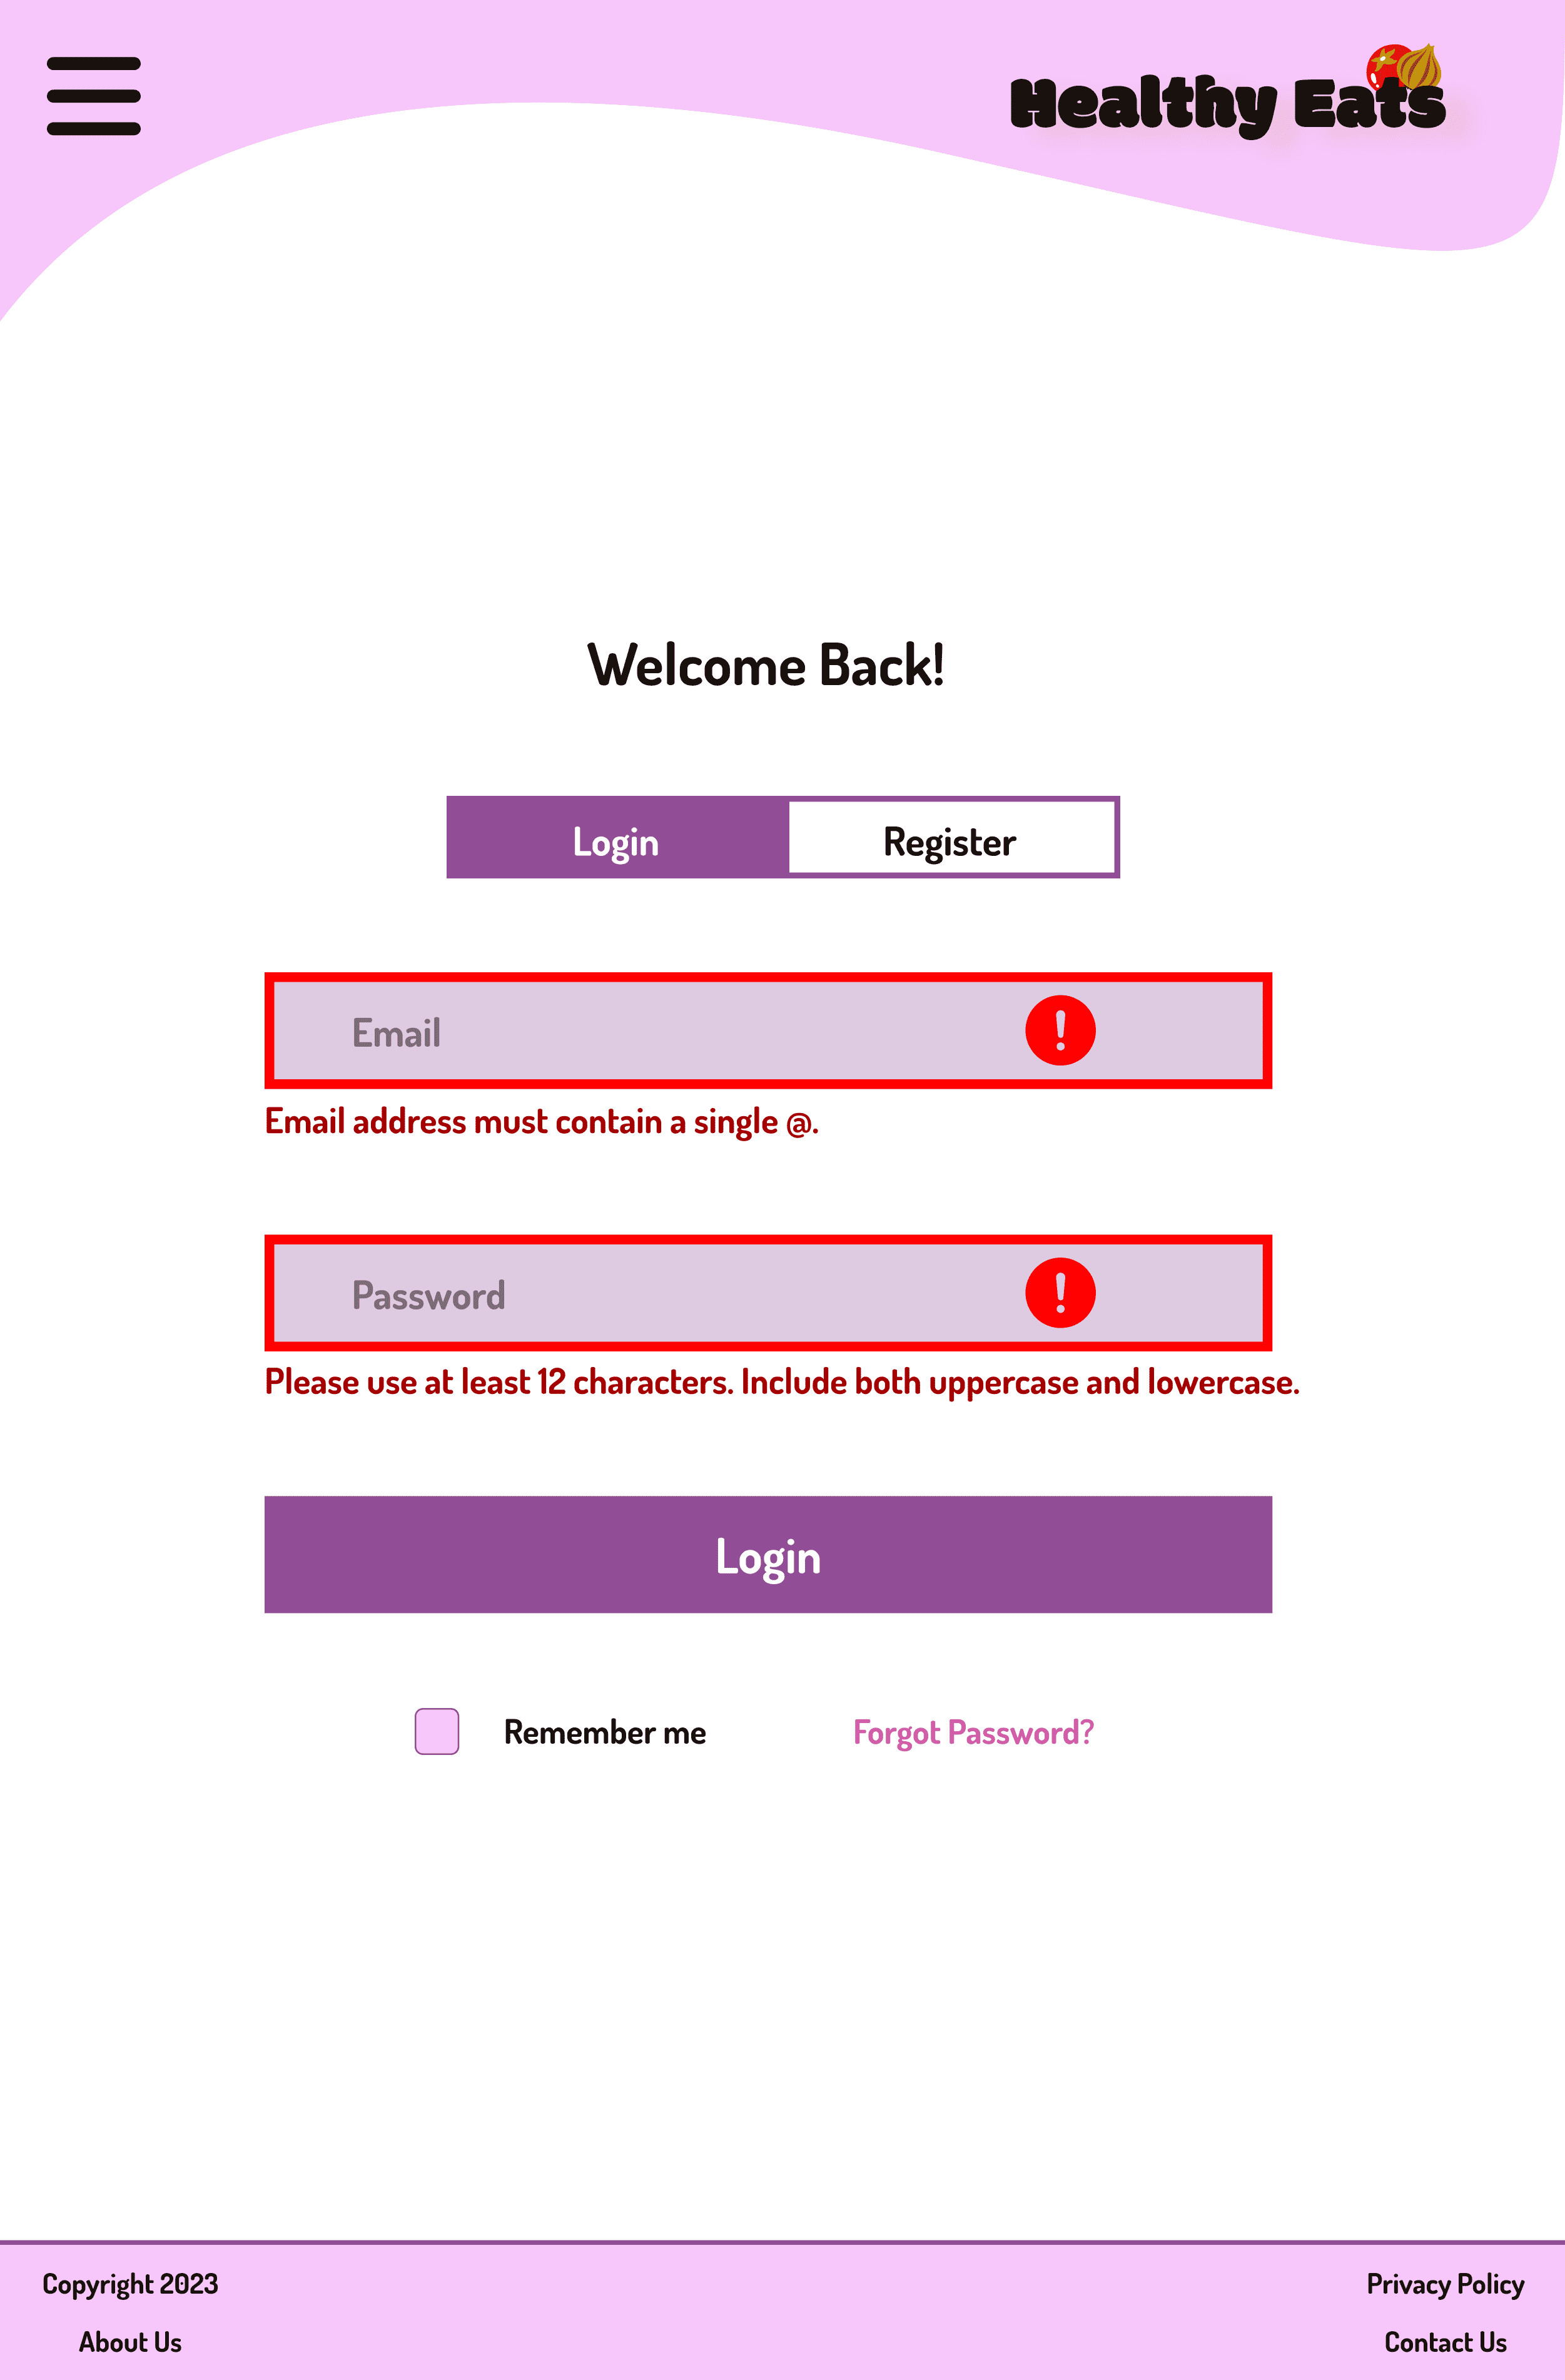 Healthy Eats
Welcome Back!
Login
Register
Email
!
Email address must contain a single @.
Password
!
Please use at least 12 characters. Include both uppercase and lowercase.
Login
Remember me
Forgot Password?
Copyright 2023
Privacy Policy
About Us
Contact Us